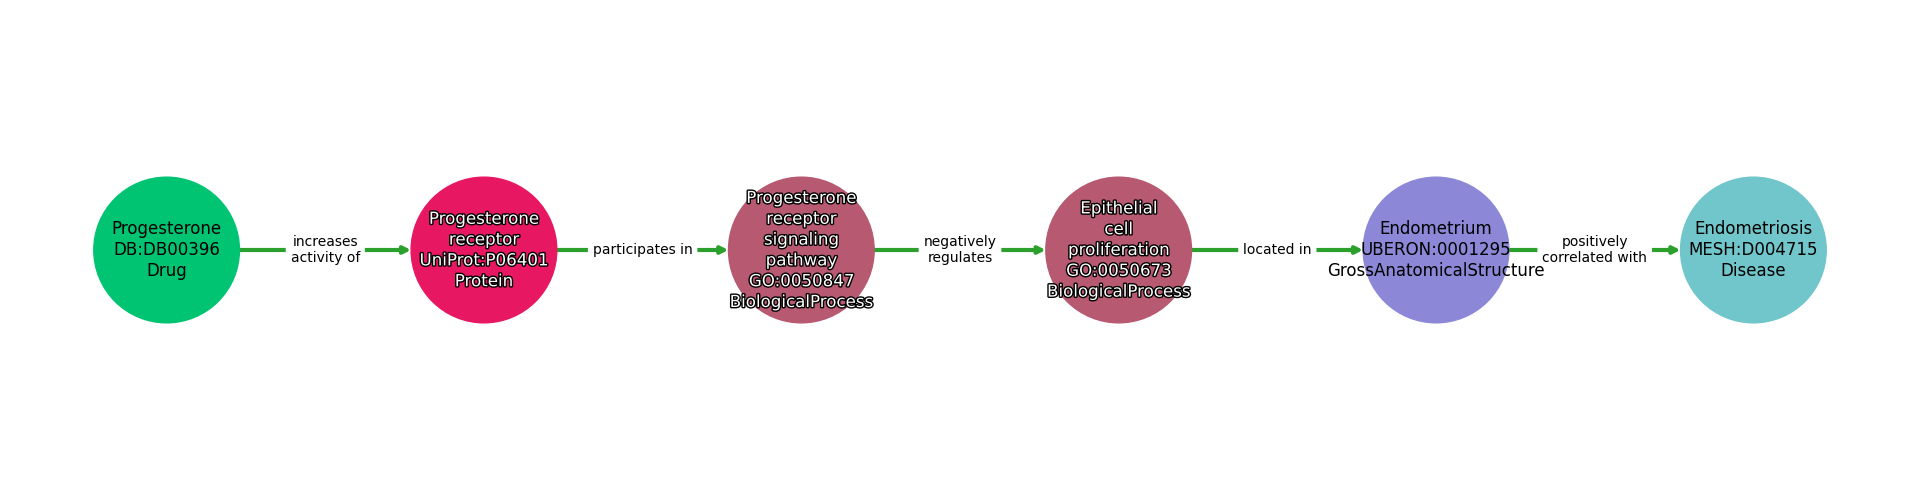 Progesterone
DB:DB00396
Drug
increases
activity of
Progesterone
receptor
UniProt:P06401
Protein
participates in
Progesterone
receptor
signaling
pathway
GO:0050847
BiologicalProcess
negatively
regulates
Epithelial
cell
proliferation
GO:0050673
BiologicalProcess
located in
Endometrium
UBERON:0001295
GrossAnatomicalStructure
positively
correlated with
Endometriosis
MESH:D004715
Disease